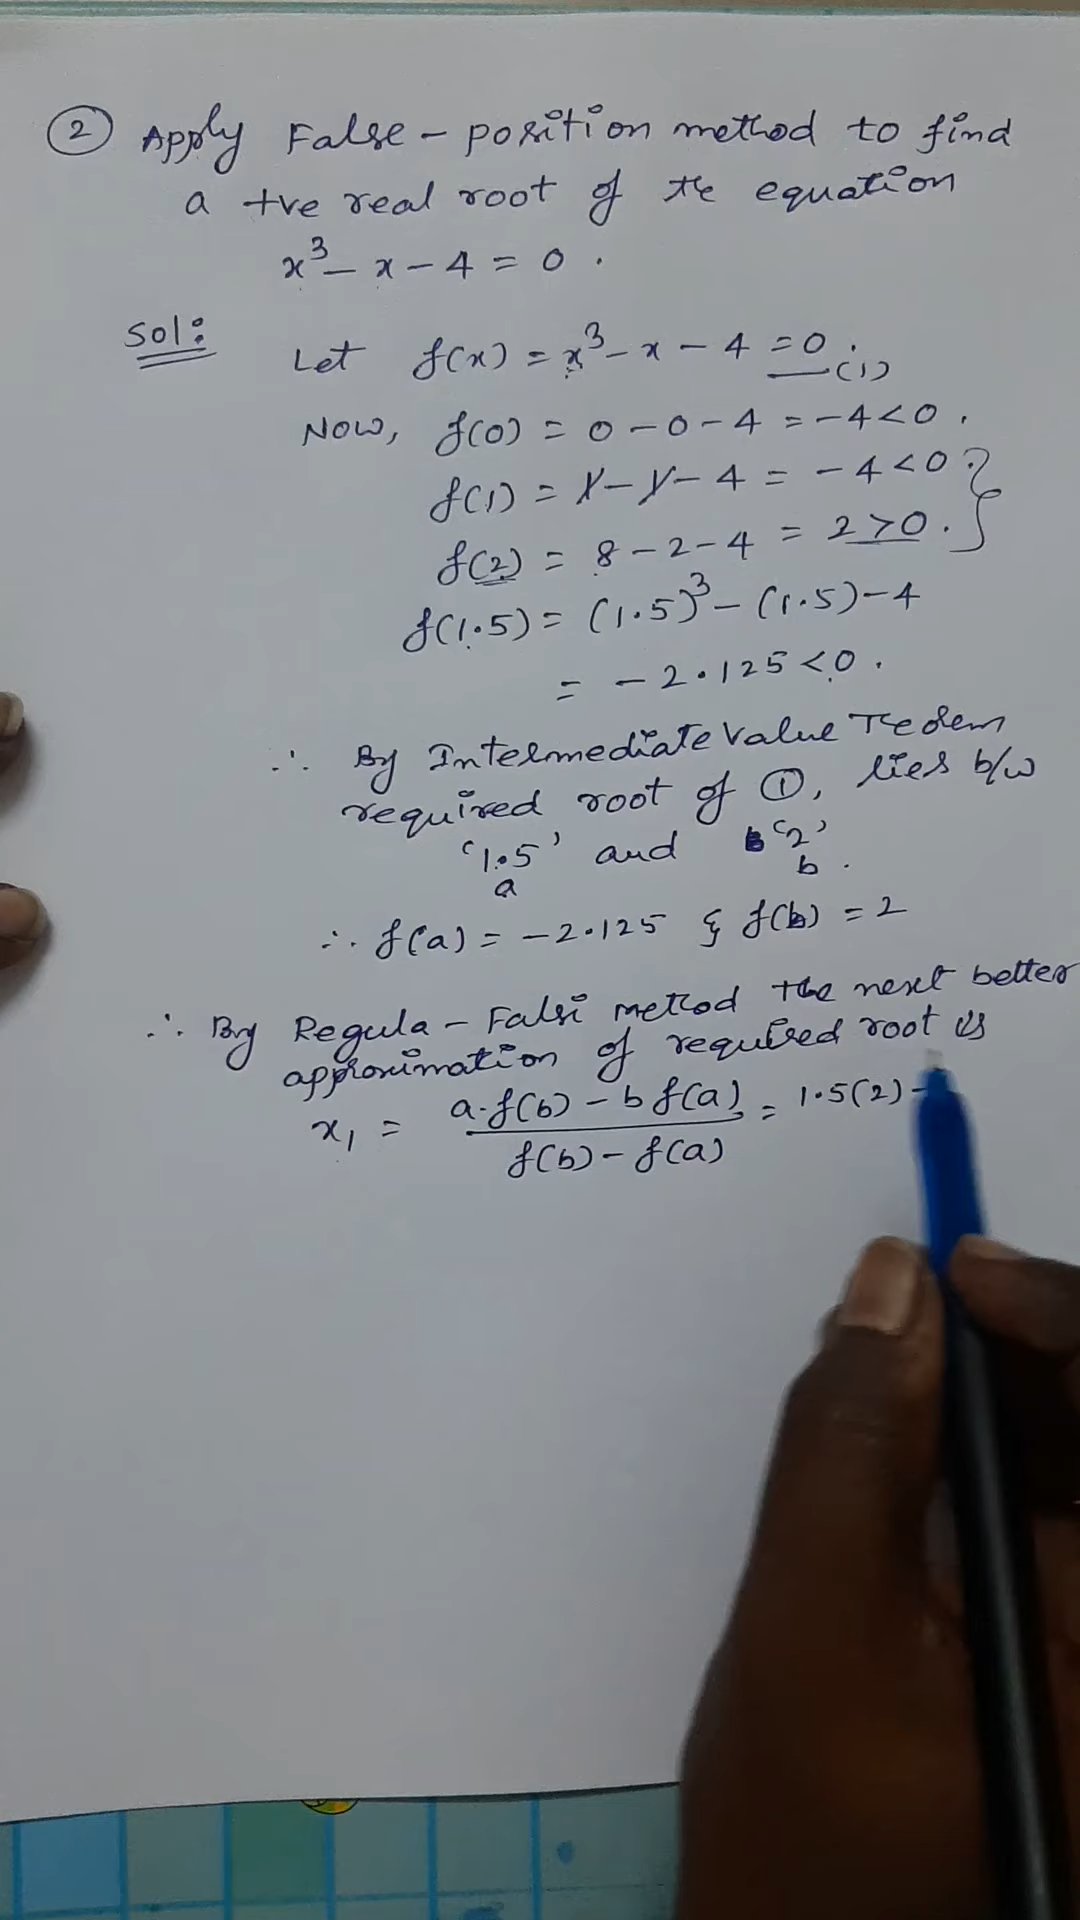 ② Apply False-position method to find
a +ve real root of the equation
x³ - x - 4 = 0 .
Sol:
Let f(x) = x³ - x - 4 = 0 . (1)
Now, f(0) = 0 - 0 - 4 = -4 < 0 .
f(1) = 1 - 1 - 4 = -4 < 0 .
f(2) = 8 - 2 - 4 = 2 > 0 . }
f(1.5) = (1.5)³ - (1.5) - 4
= -2.125 < 0 .
∴ By Intermediate Value Theorem
required root of ①, lies b/w
'1.5' and '2'
a b .
∴ f(a) = -2.125 & f(b) = 2
∴ By Regula-Falsi method the next better
approximation of required root is
x₁ = a.f(b) - b f(a) / f(b) - f(a) = 1.5(2) -